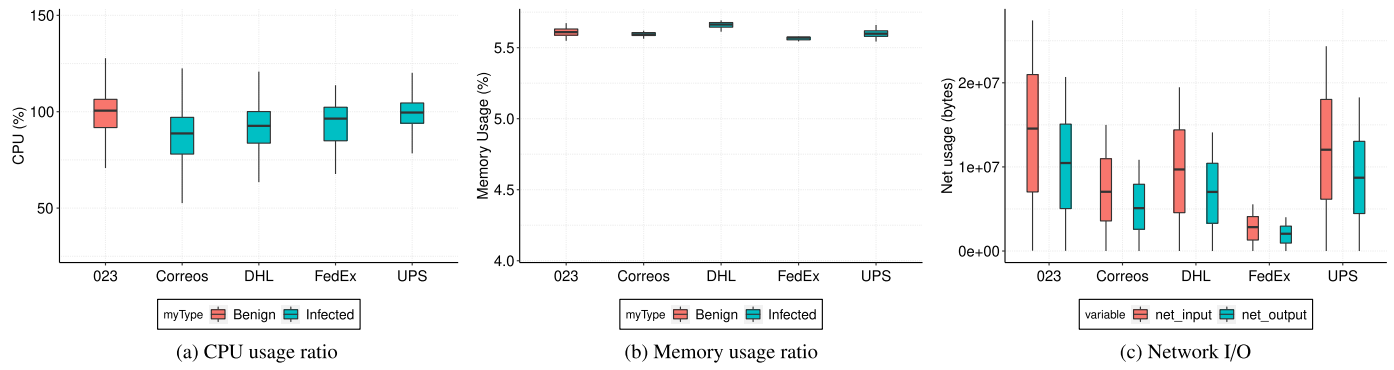 150
100
50
CPU (%)
023 Correos DHL FedEx UPS
myType Benign Infected
(a) CPU usage ratio
5.5
5.0
4.5
4.0
Memory Usage (%)
023 Correos DHL FedEx UPS
myType Benign Infected
(b) Memory usage ratio
2e+07
1e+07
0e+00
Net usage (bytes)
023 Correos DHL FedEx UPS
variable net_input net_output
(c) Network I/O